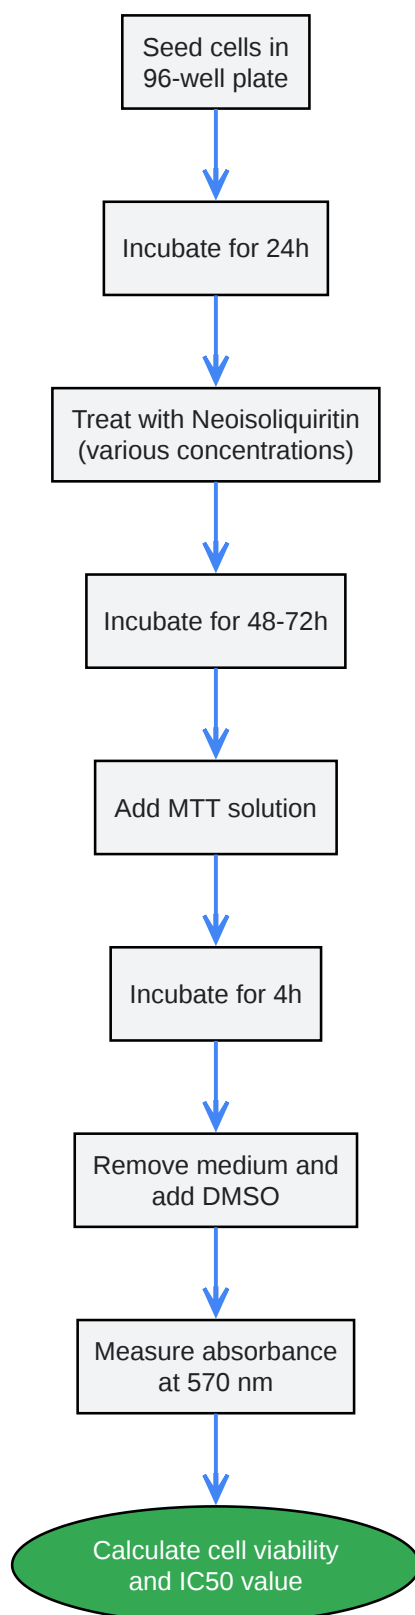 Seed cells in
96-well plate
Incubate for 24h
Treat with Neoisoliquiritin
(various concentrations)
Incubate for 48-72h
Add MTT solution
Incubate for 4h
Remove medium and
add DMSO
Measure absorbance
at 570 nm
Calculate cell viability
and IC50 value